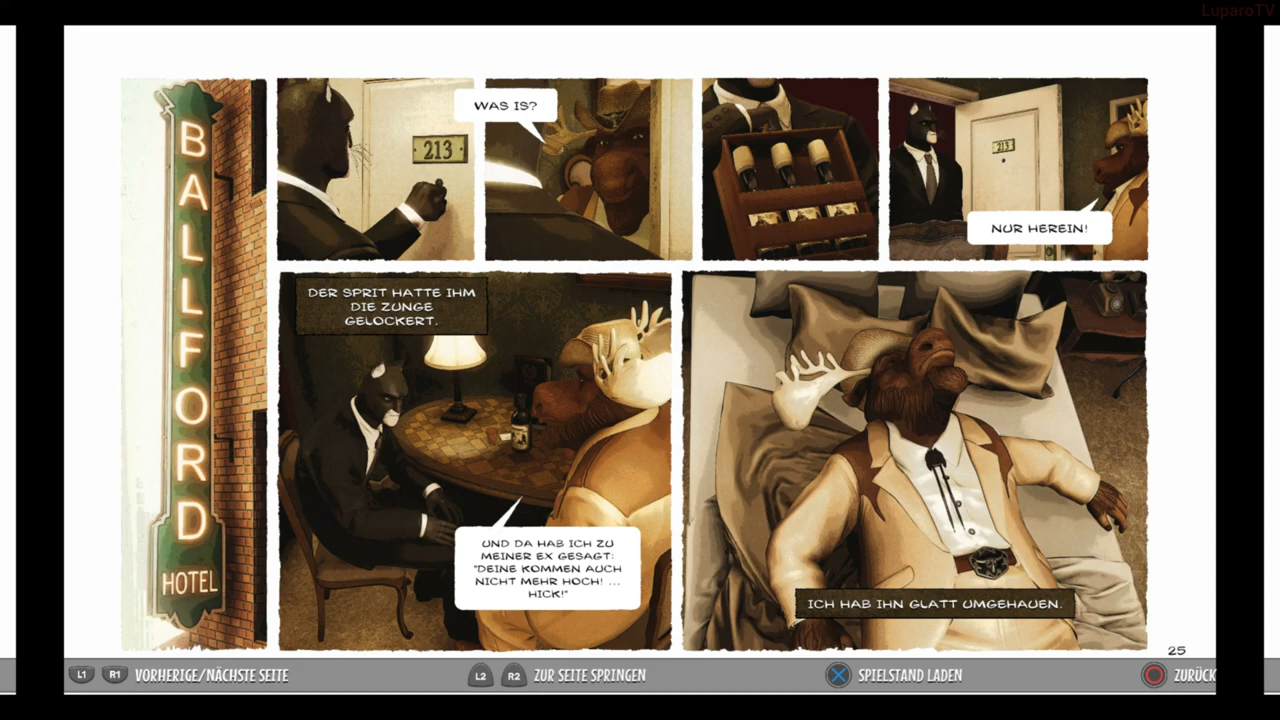 LuparoTV
BALLFORD
HOTEL
213
WAS IS?
213
NUR HEREIN!
DER SPRIT HATTE IHM
DIE ZUNGE
GELOCKERT.
UND DA HAB ICH ZU
MEINER EX GESAGT:
"DEINE KOMMEN AUCH
NICHT MEHR HOCH! ...
HICK!"
ICH HAB IHN GLATT UMGEHAUEN.
25
L1 R1 VORHERIGE/NÄCHSTE SEITE
L2 R2 ZUR SEITE SPRINGEN
SPIELSTAND LADEN
ZURÜCK